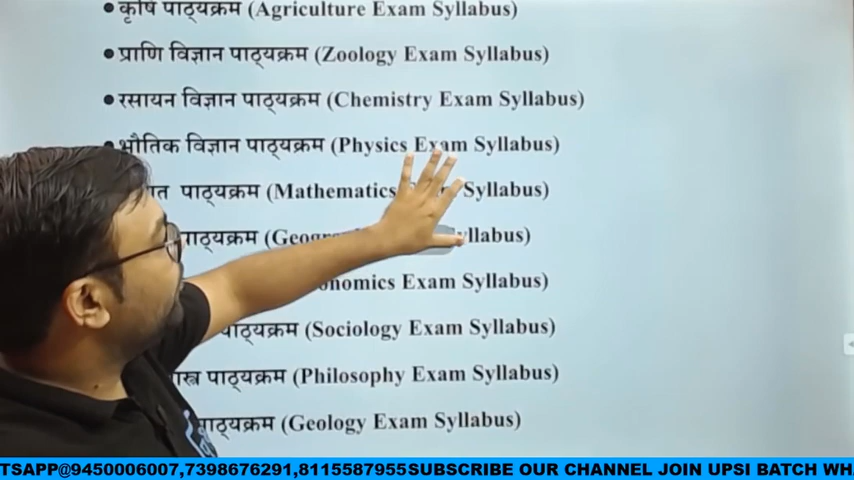 ● कृषि पाठ्यक्रम (Agriculture Exam Syllabus)
● प्राणि विज्ञान पाठ्यक्रम (Zoology Exam Syllabus)
● रसायन विज्ञान पाठ्यक्रम (Chemistry Exam Syllabus)
● भौतिक विज्ञान पाठ्यक्रम (Physics Exam Syllabus)
पाठ्यक्रम (Mathematics Syllabus)
पाठ्यक्रम
Exam Syllabus)
पाठ्यक्रम (Sociology Exam Syllabus)
पाठ्यक्रम (Philosophy Exam Syllabus)
पाठ्यक्रम (Geology Exam Syllabus)
TSAPP@9450006007,7398676291,8115587955SUBSCRIBE OUR CHANNEL JOIN UPSI BATCH WHA